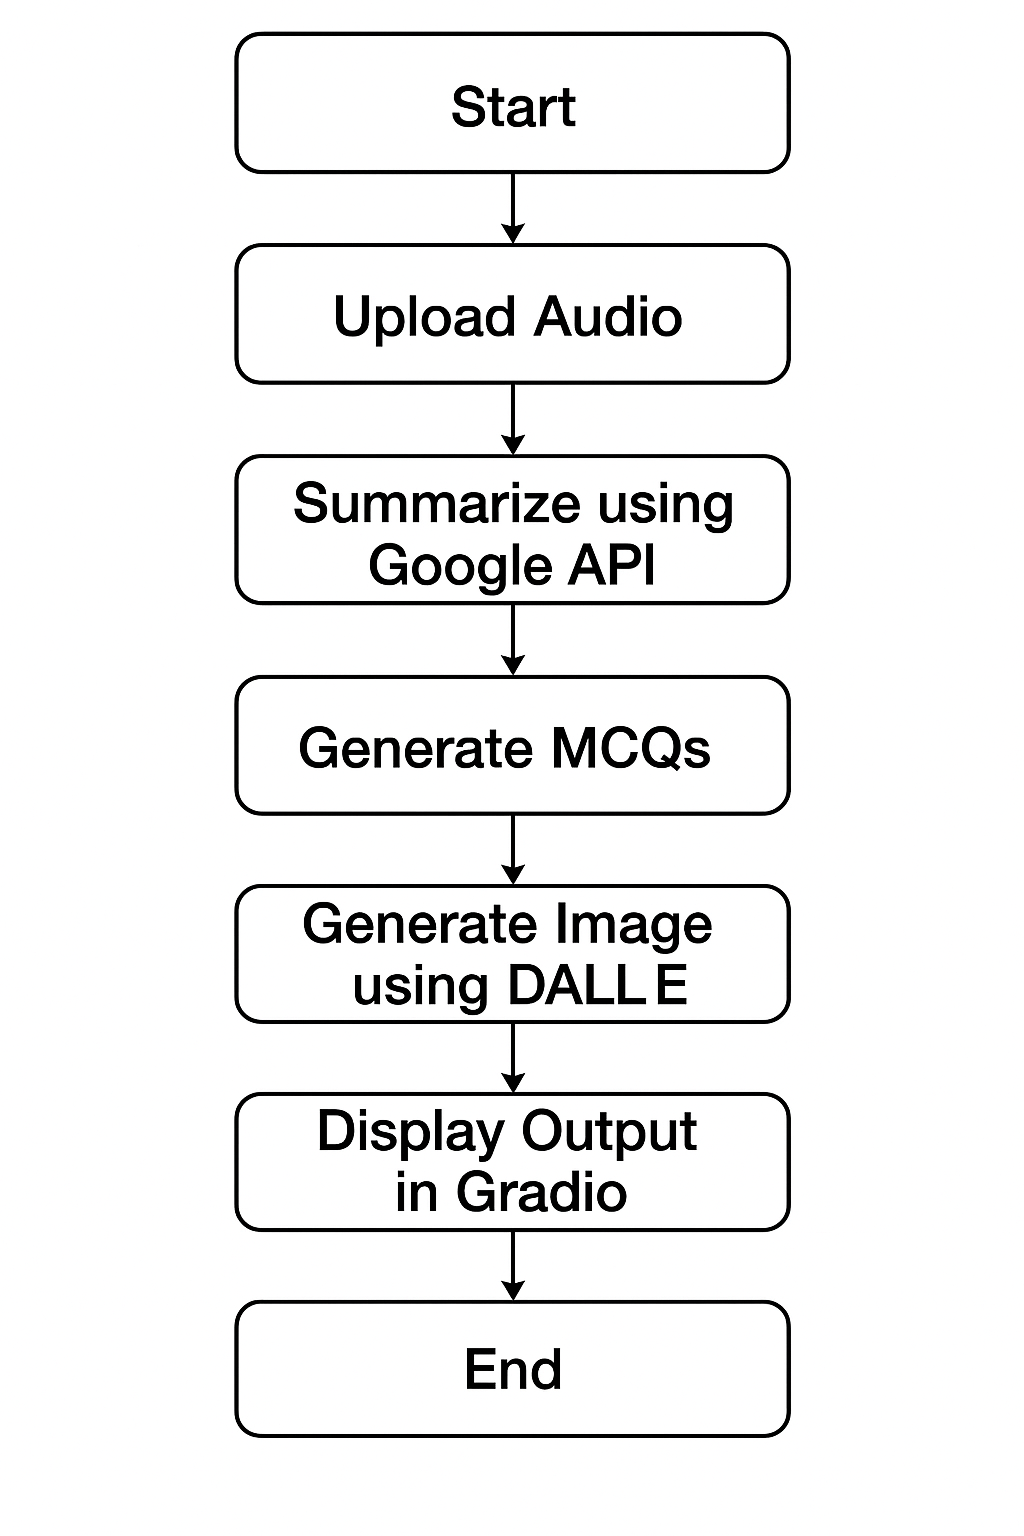 Start
Upload Audio
Summarize using
Google API
Generate MCQs
Generate Image
using DALL E
Display Output
in Gradio
End